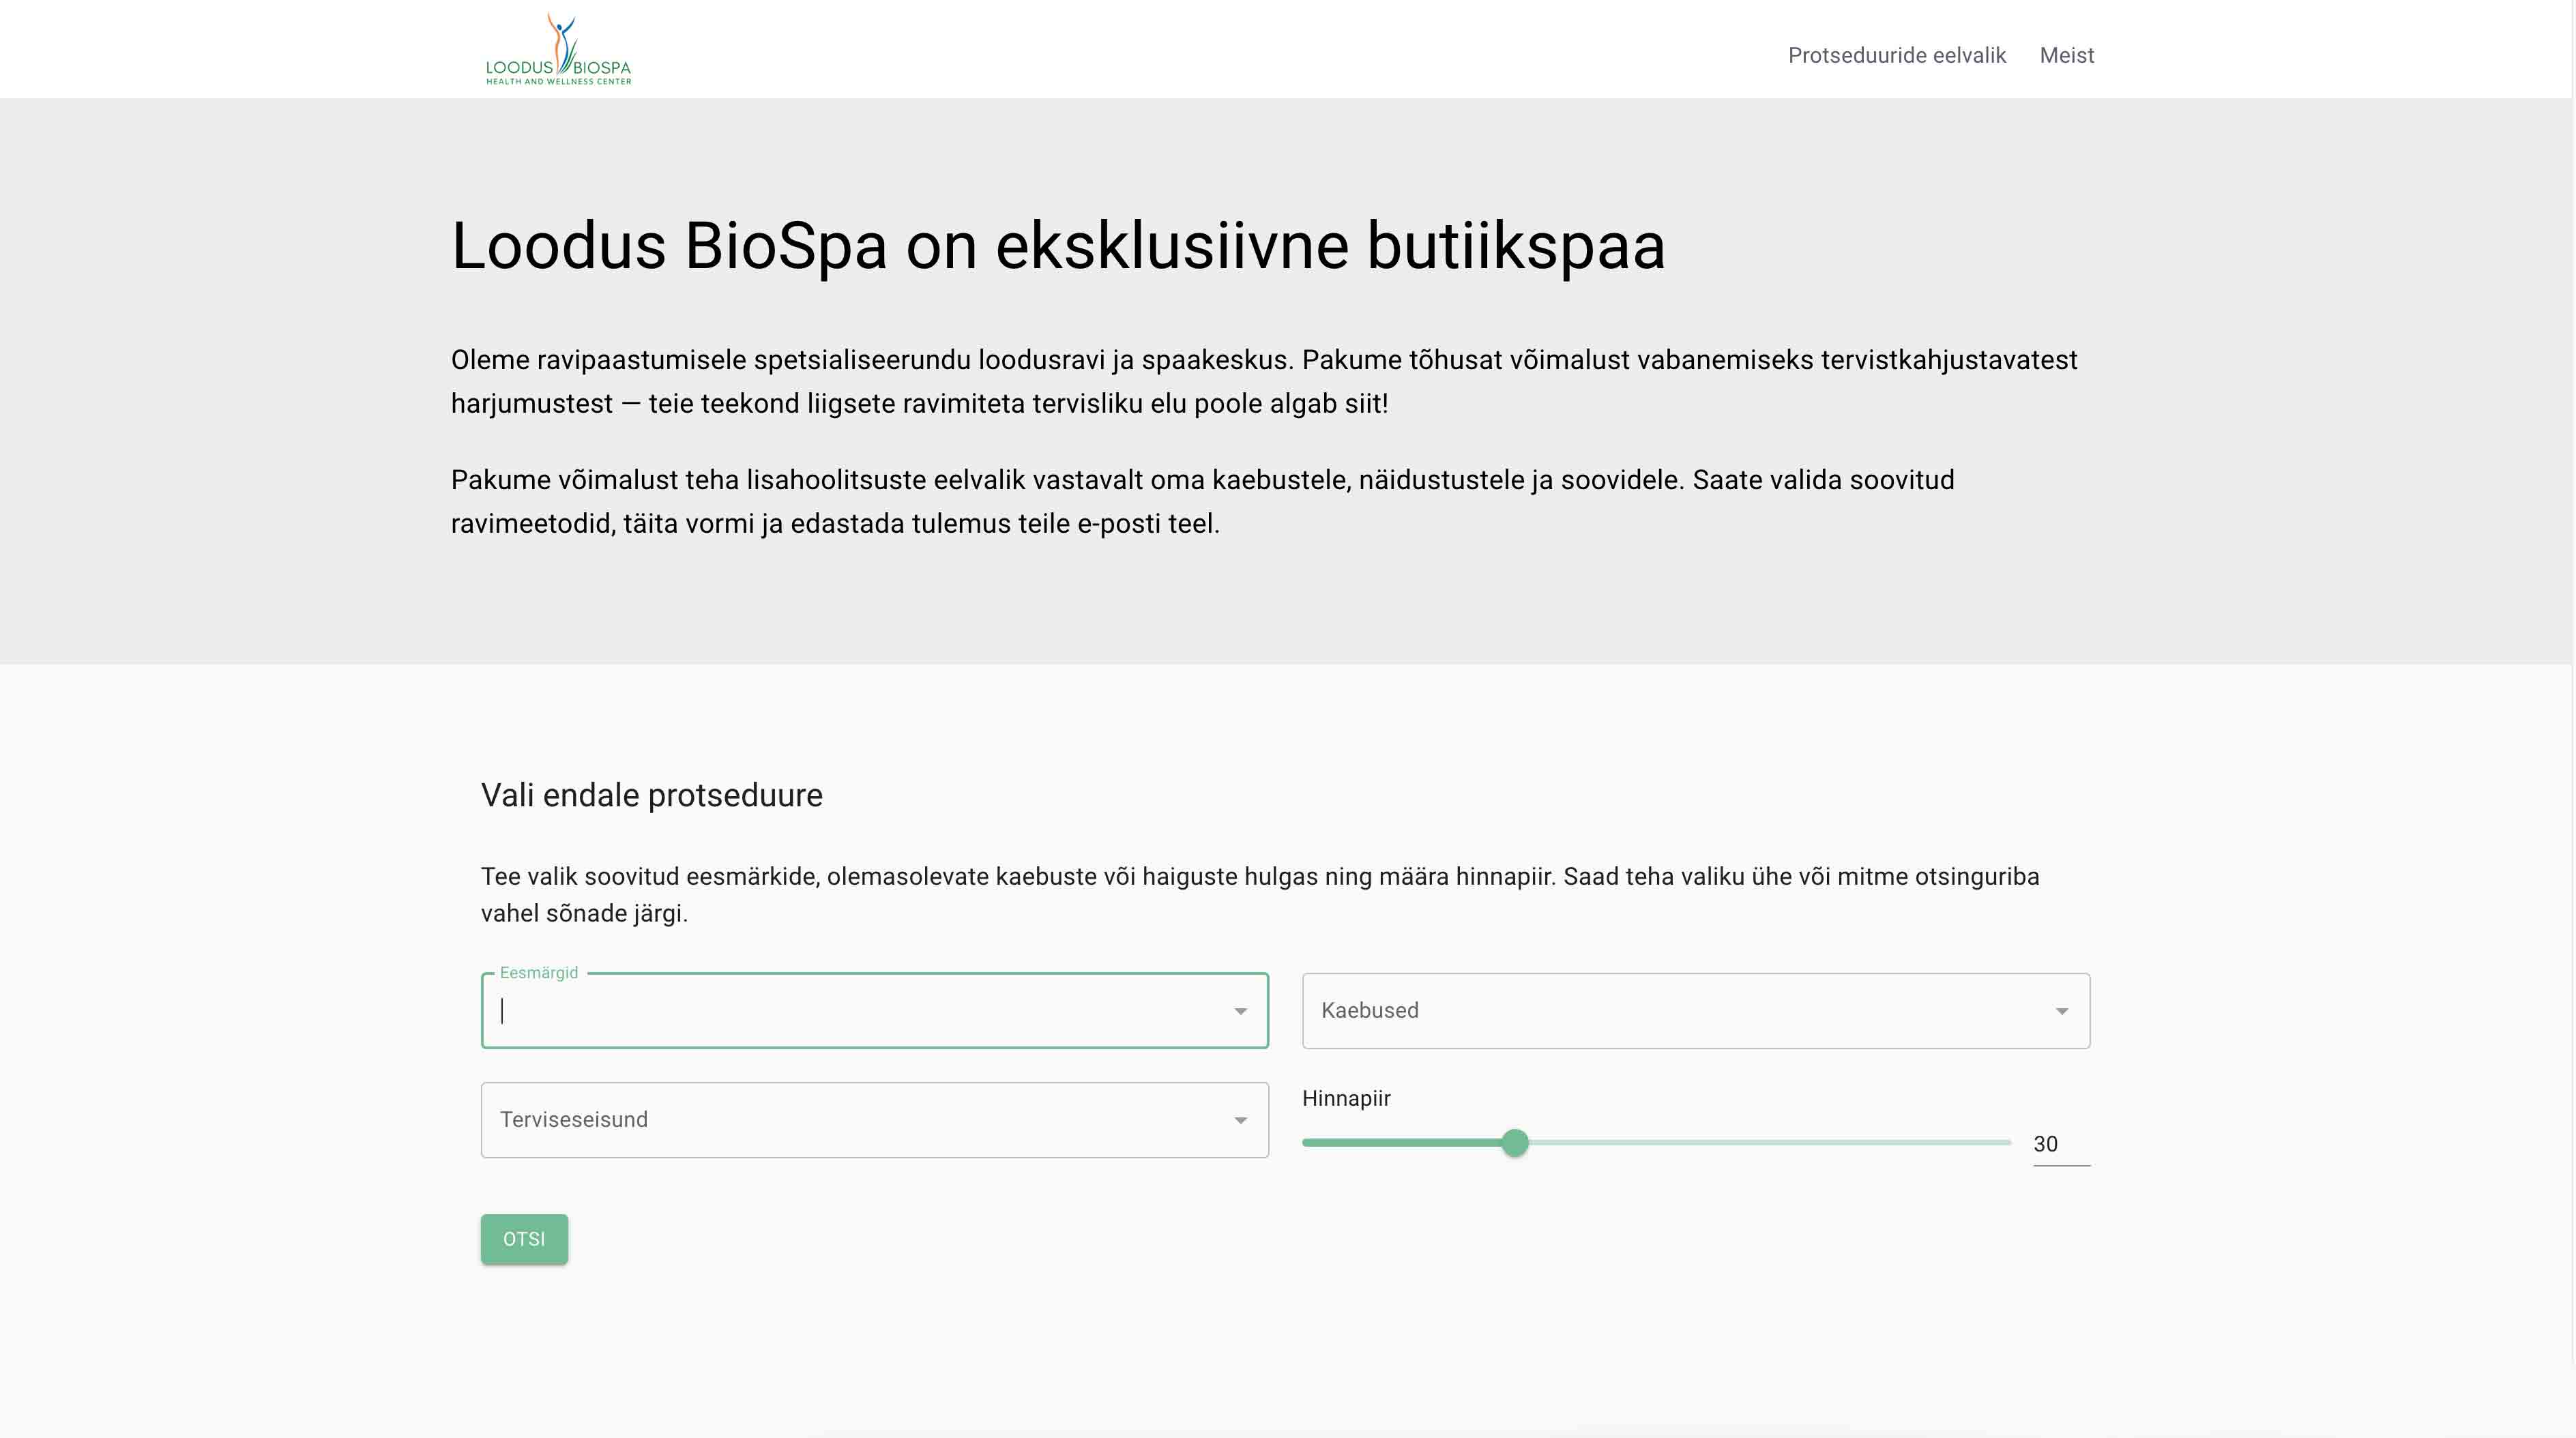 LOODUS BIOSPA
HEALTH AND WELLNESS CENTER
Protseduuride eelvalik Meist
Loodus BioSpa on eksklusiivne butiikspaa
Oleme ravipaastumisele spetsialiseerundu loodusravi ja spaakeskus. Pakume tõhusat võimalust vabanemiseks tervistkahjustavatest
harjumustest — teie teekond liigsete ravimiteta tervisliku elu poole algab siit!
Pakume võimalust teha lisahoolitsuste eelvalik vastavalt oma kaebustele, näidustustele ja soovidele. Saate valida soovitud
ravimeetodid, täita vormi ja edastada tulemus teile e-posti teel.
Vali endale protseduure
Tee valik soovitud eesmärkide, olemasolevate kaebuste või haiguste hulgas ning määra hinnapiir. Saad teha valiku ühe või mitme otsinguriba
vahel sõnade järgi.
Eesmärgid
Kaebused
Terviseseisund
Hinnapiir
30
OTSI